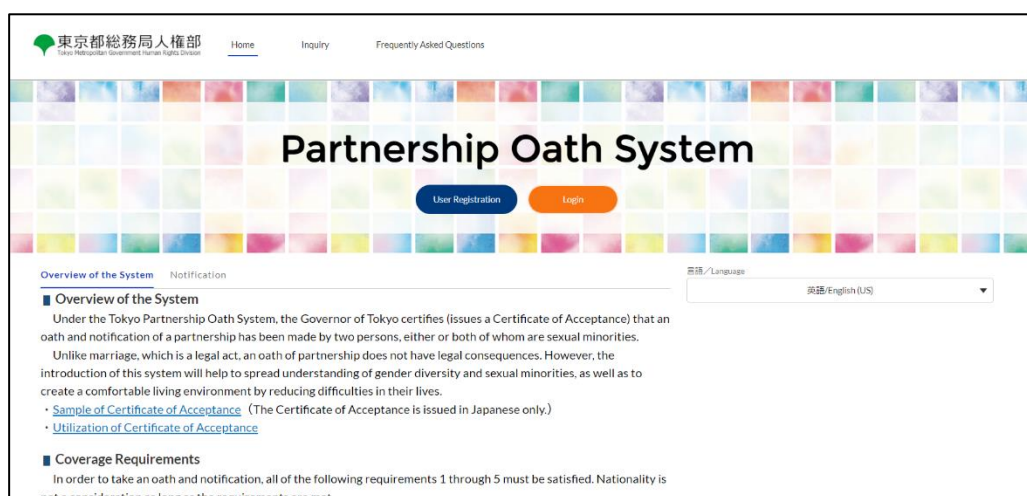 東京都総務局人権部
Tokyo Metropolitan Government Human Rights Division
Home
Inquiry
Frequently Asked Questions
Partnership Oath System
User Registration
Login
Overview of the System
Notification
言語／Language
英語/English (US)
Overview of the System
Under the Tokyo Partnership Oath System, the Governor of Tokyo certifies (issues a Certificate of Acceptance) that an
oath and notification of a partnership has been made by two persons, either or both of whom are sexual minorities.
Unlike marriage, which is a legal act, an oath of partnership does not have legal consequences. However, the
introduction of this system will help to spread understanding of gender diversity and sexual minorities, as well as to
create a comfortable living environment by reducing difficulties in their lives.
・Sample of Certificate of Acceptance（The Certificate of Acceptance is issued in Japanese only.）
・Utilization of Certificate of Acceptance
Coverage Requirements
In order to take an oath and notification, all of the following requirements 1 through 5 must be satisfied. Nationality is